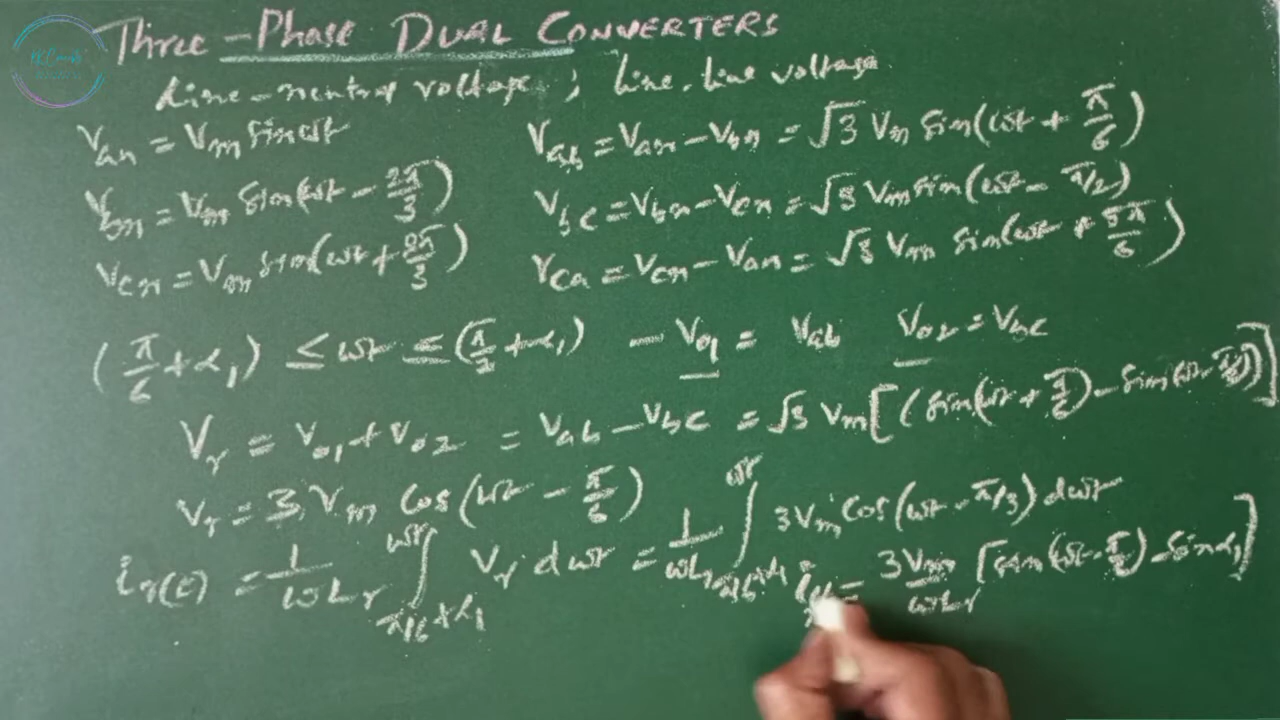 THREE-PHASE DUAL CONVERTERS
Line-neutral voltage ; Line-line voltage
Van = Vm sin ωt    Vab = Van - Vbn = √3 Vm sin(ωt + π/6)
Vbn = Vm sin(ωt - 2π/3)    Vbc = Vbn - Vcn = √3 Vm sin(ωt - π/2)
Vcn = Vm sin(ωt + 2π/3)    Vca = Vcn - Van = √3 Vm sin(ωt + 5π/6)
(π/6 + α1) ≤ ωt ≤ (π/2 + α1) - Vo1 = Vab    Vo2 = Vbc
Vr = Vo1 + Vo2 = Vab - Vbc = √3 Vm[(sin(ωt + π/6) - sin(ωt - π/2))]
Vr = 3 Vm cos(ωt - π/6)
ir(t) = 1/ωLr ∫π/6+α1^ωt Vr dωt = 1/ωLr ∫π/6+α1^ωt 3Vm cos(ωt - π/3) dωt
= 3Vm/ωLr [sin(ωt - π/6) - sin α1]